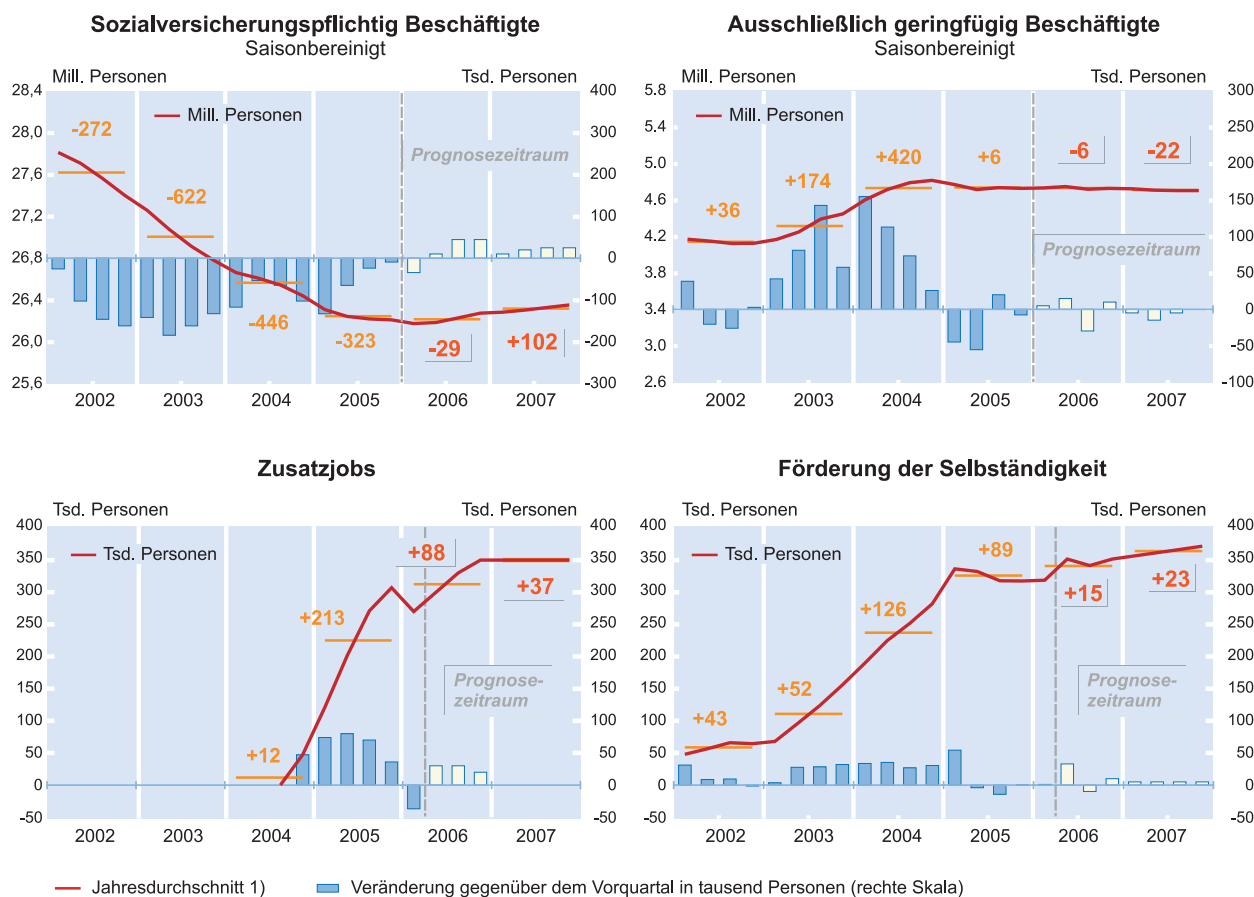 Sozialversicherungspflichtig Beschäftigte
Saisonbereinigt
Mill. Personen Tsd. Personen
28,4 400
28,0 300
27,6 200
27,2 100
26,8 0
26,4 -100
26,0 -200
25,6 -300
Mill. Personen
-272
-622
-446
-323
-29
+102
Prognosezeitraum
2002 2003 2004 2005 2006 2007
Ausschließlich geringfügig Beschäftigte
Saisonbereinigt
Mill. Personen Tsd. Personen
5.8 300
5.4 250
5.0 200
4.6 150
4.2 100
3.8 50
3.4 0
3.0 -50
2.6 -100
Mill. Personen
+36
+174
+420
+6
-6
-22
Prognosezeitraum
2002 2003 2004 2005 2006 2007
Zusatzjobs
Tsd. Personen Tsd. Personen
400 400
350 350
300 300
250 250
200 200
150 150
100 100
50 50
0 0
-50 -50
Tsd. Personen
+12
+213
+88
+37
Prognose-
zeitraum
2002 2003 2004 2005 2006 2007
Förderung der Selbständigkeit
Tsd. Personen Tsd. Personen
400 400
350 350
300 300
250 250
200 200
150 150
100 100
50 50
0 0
-50 -50
Tsd. Personen
+43
+52
+126
+89
+15
+23
Prognose-
zeitraum
2002 2003 2004 2005 2006 2007
Jahresdurchschnitt 1) Veränderung gegenüber dem Vorquartal in tausend Personen (rechte Skala)